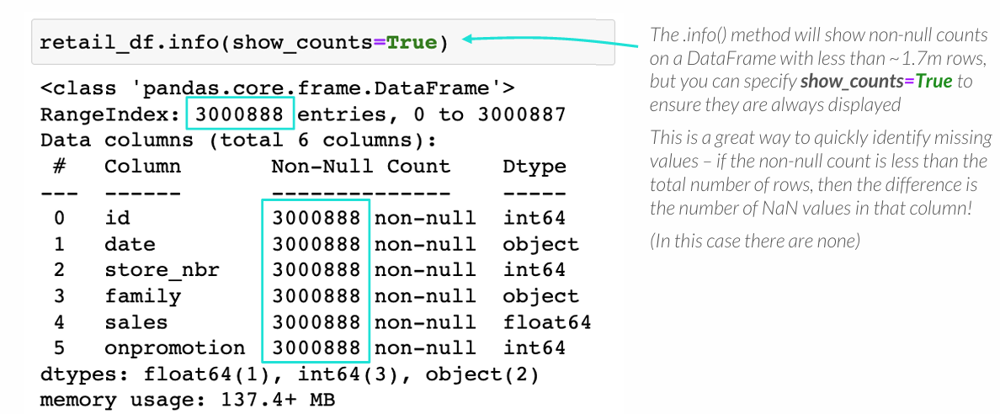 retail_df.info(show_counts=True)
<class 'pandas.core.frame.DataFrame'>
RangeIndex: 3000888 entries, 0 to 3000887
Data columns (total 6 columns):
#   Column   Non-Null Count   Dtype
---  ------   --------------   -----
0   id   3000888 non-null   int64
1   date   3000888 non-null   object
2   store_nbr   3000888 non-null   int64
3   family   3000888 non-null   object
4   sales   3000888 non-null   float64
5   onpromotion   3000888 non-null   int64
dtypes: float64(1), int64(3), object(2)
memory usage: 137.4+ MB
The .info() method will show non-null counts
on a DataFrame with less than ~1.7m rows,
but you can specify show_counts=True to
ensure they are always displayed
This is a great way to quickly identify missing
values – if the non-null count is less than the
total number of rows, then the difference is
the number of NaN values in that column!
(In this case there are none)